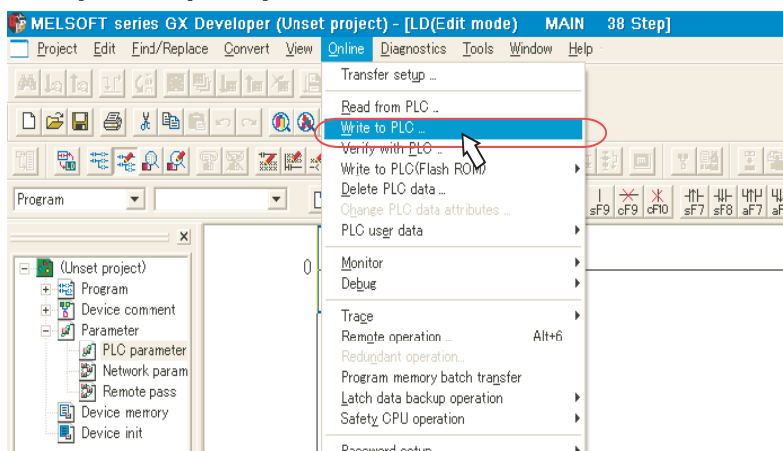 MELSOFT series GX Developer (Unset project) - [LD(Edit mode) MAIN 38 Step]
Project Edit Find/Replace Convert View Online Diagnostics Tools Window Help
Transfer setup ...
Read from PLC ...
Write to PLC ...
Verify with PLC ...
Write to PLC(Flash ROM)
Delete PLC data ...
Change PLC data attributes ...
PLC user data
Monitor
Debug
Trace
Remote operation ... Alt+6
Redundant operation...
Program memory batch transfer
Latch data backup operation
Safety CPU operation
Password setup
Program
sF9 cF9 cF10 sF7 sF8 aF7
0
(Unset project)
Program
Device comment
Parameter
PLC parameter
Network param
Remote pass
Device memory
Device init